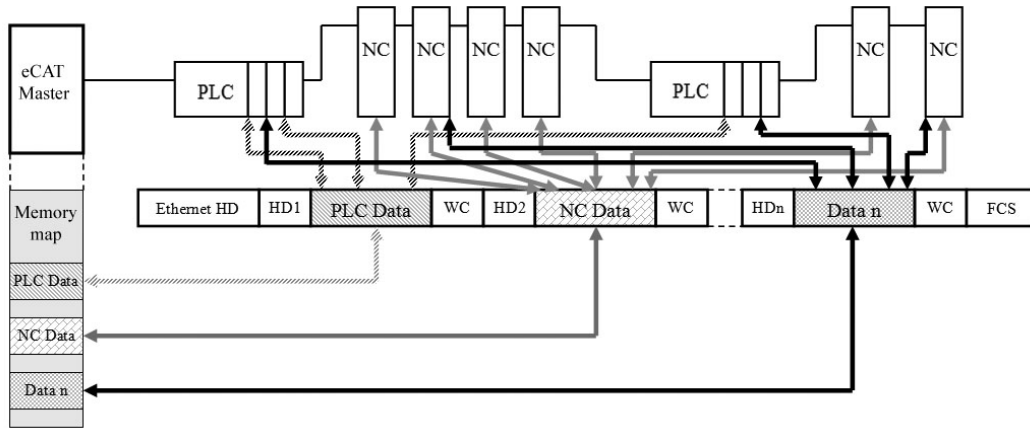 eCAT
Master
PLC
NC
NC
NC
NC
PLC
NC
NC
Ethernet HD
HD1
PLC Data
WC
HD2
NC Data
WC
HDn
Data n
WC
FCS
Memory
map
PLC Data
NC Data
Data n